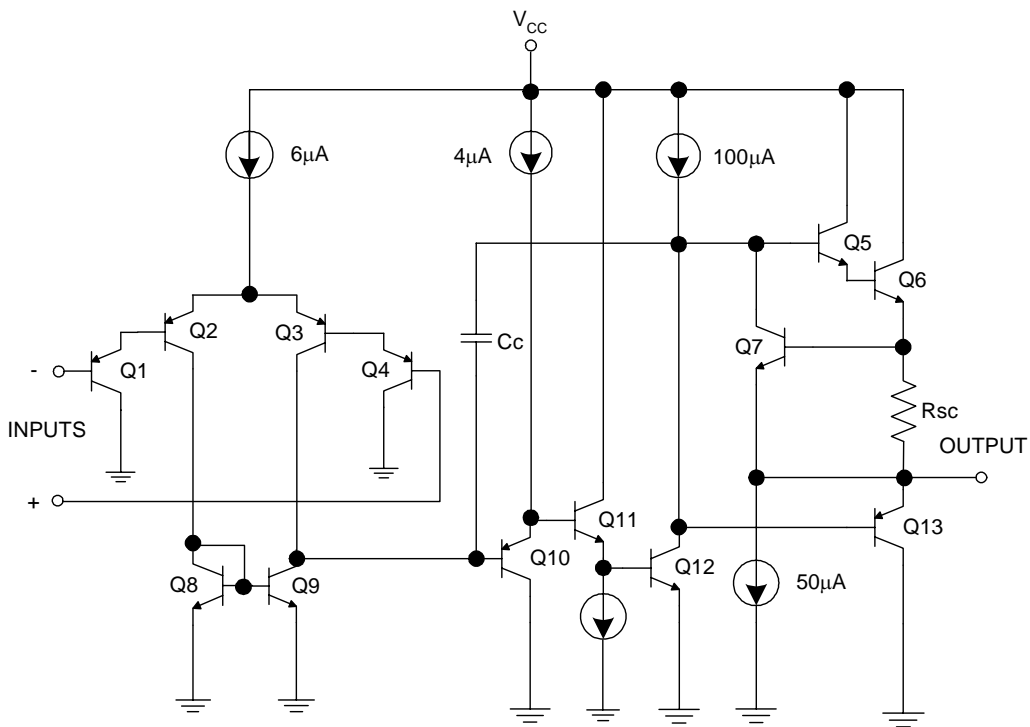 VCC
6μA
4μA
100μA
Q5
Q6
Q2
Q3
Q1
Q4
Cc
Q7
-
INPUTS
Rsc
OUTPUT
+
Q11
Q13
Q10
Q12
Q8
Q9
50μA